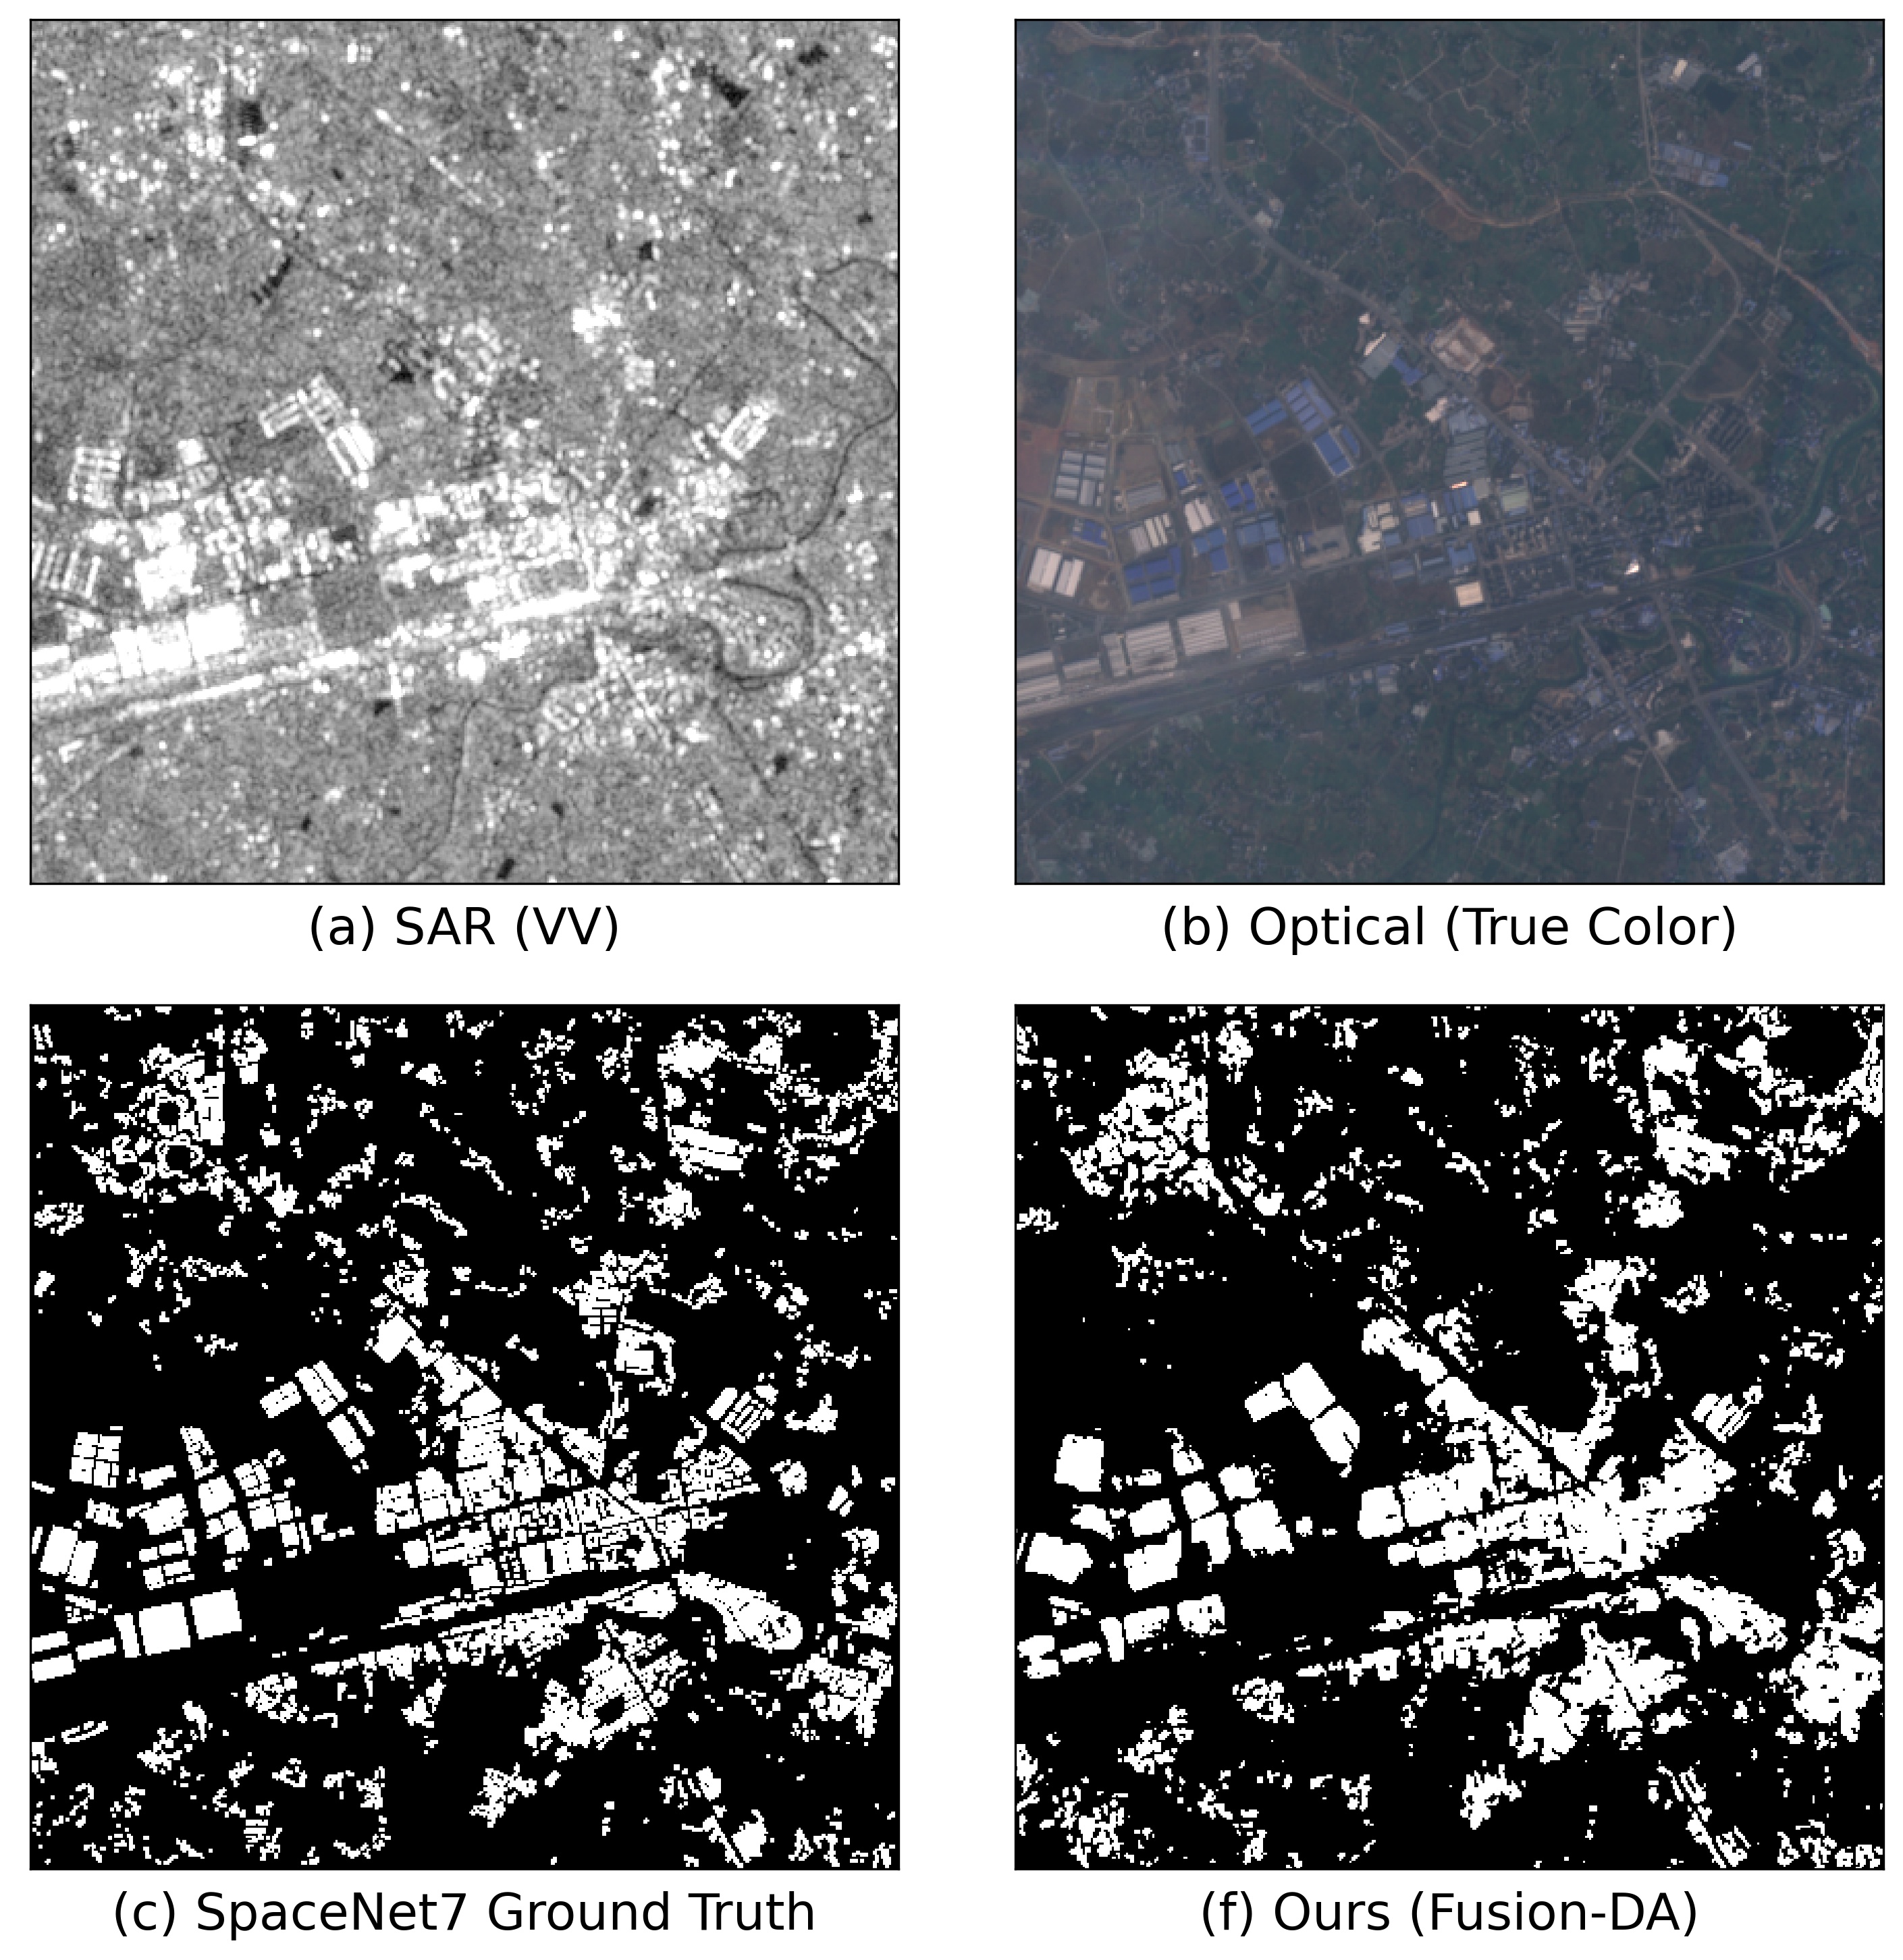 (a) SAR (VV)
(b) Optical (True Color)
(c) SpaceNet7 Ground Truth
(f) Ours (Fusion-DA)